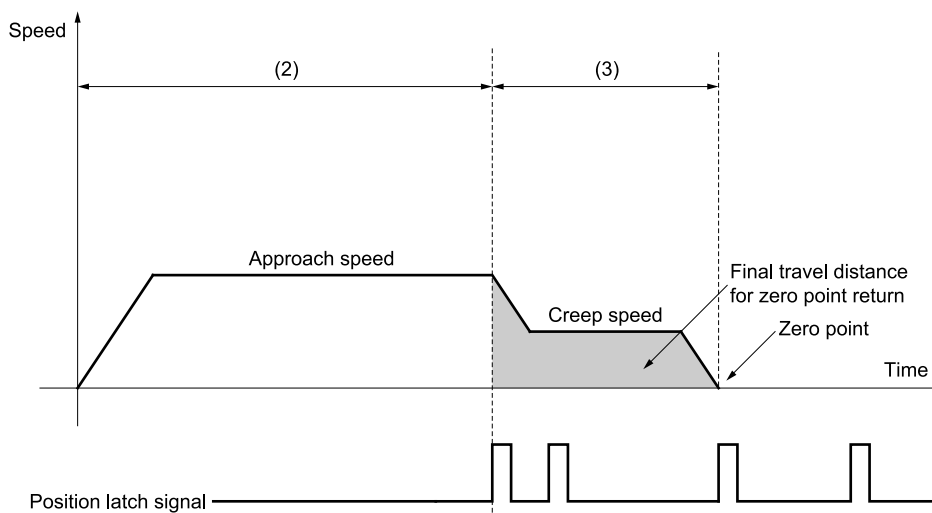 Speed
(2)
(3)
Approach speed
Final travel distance
for zero point return
Creep speed
Zero point
Time
Position latch signal